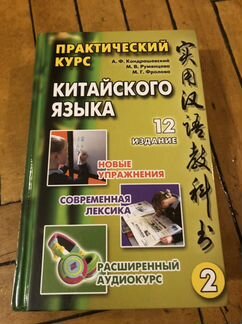 ПРАКТИЧЕСКИЙ
КУРС
А. Ф. Кондрашевский
М. В. Румянцева
М. Г. Фролова
КИТАЙСКОГО
ЯЗЫКА
12
ИЗДАНИЕ
НОВЫЕ
УПРАЖНЕНИЯ
СОВРЕМЕННАЯ
ЛЕКСИКА
РАСШИРЕННЫЙ
АУДИОКУРС
实用汉语教科书
2